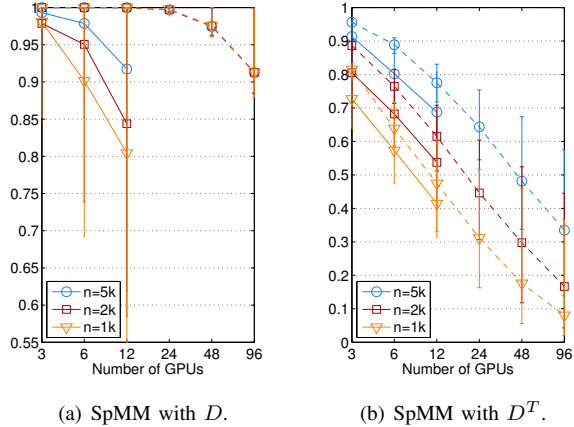 1
0.95
0.9
0.85
0.8
0.75
0.7
0.65
0.6
0.55
3 6 12 24 48 96
Number of GPUs
n=5k
n=2k
n=1k
(a) SpMM with D.
1
0.9
0.8
0.7
0.6
0.5
0.4
0.3
0.2
0.1
0
3 6 12 24 48 96
Number of GPUs
n=5k
n=2k
n=1k
(b) SpMM with D^T.